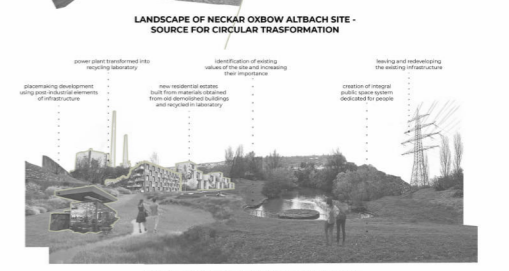 LANDSCAPE OF NECKAR OXBOW ALTBACH SITE -
SOURCE FOR CIRCULAR TRASFORMATION
power plant transformed into
recycling laboratory
identification of existing
values of the site and increasing
their importance
leaving and redeveloping
the existing infrastructure
placemaking development
using post-industrial elements
of infrastructure
new residential estates
built from materials obtained
from old demolished buildings
and recycled in laboratory
creation of integral
public space system
dedicated for people